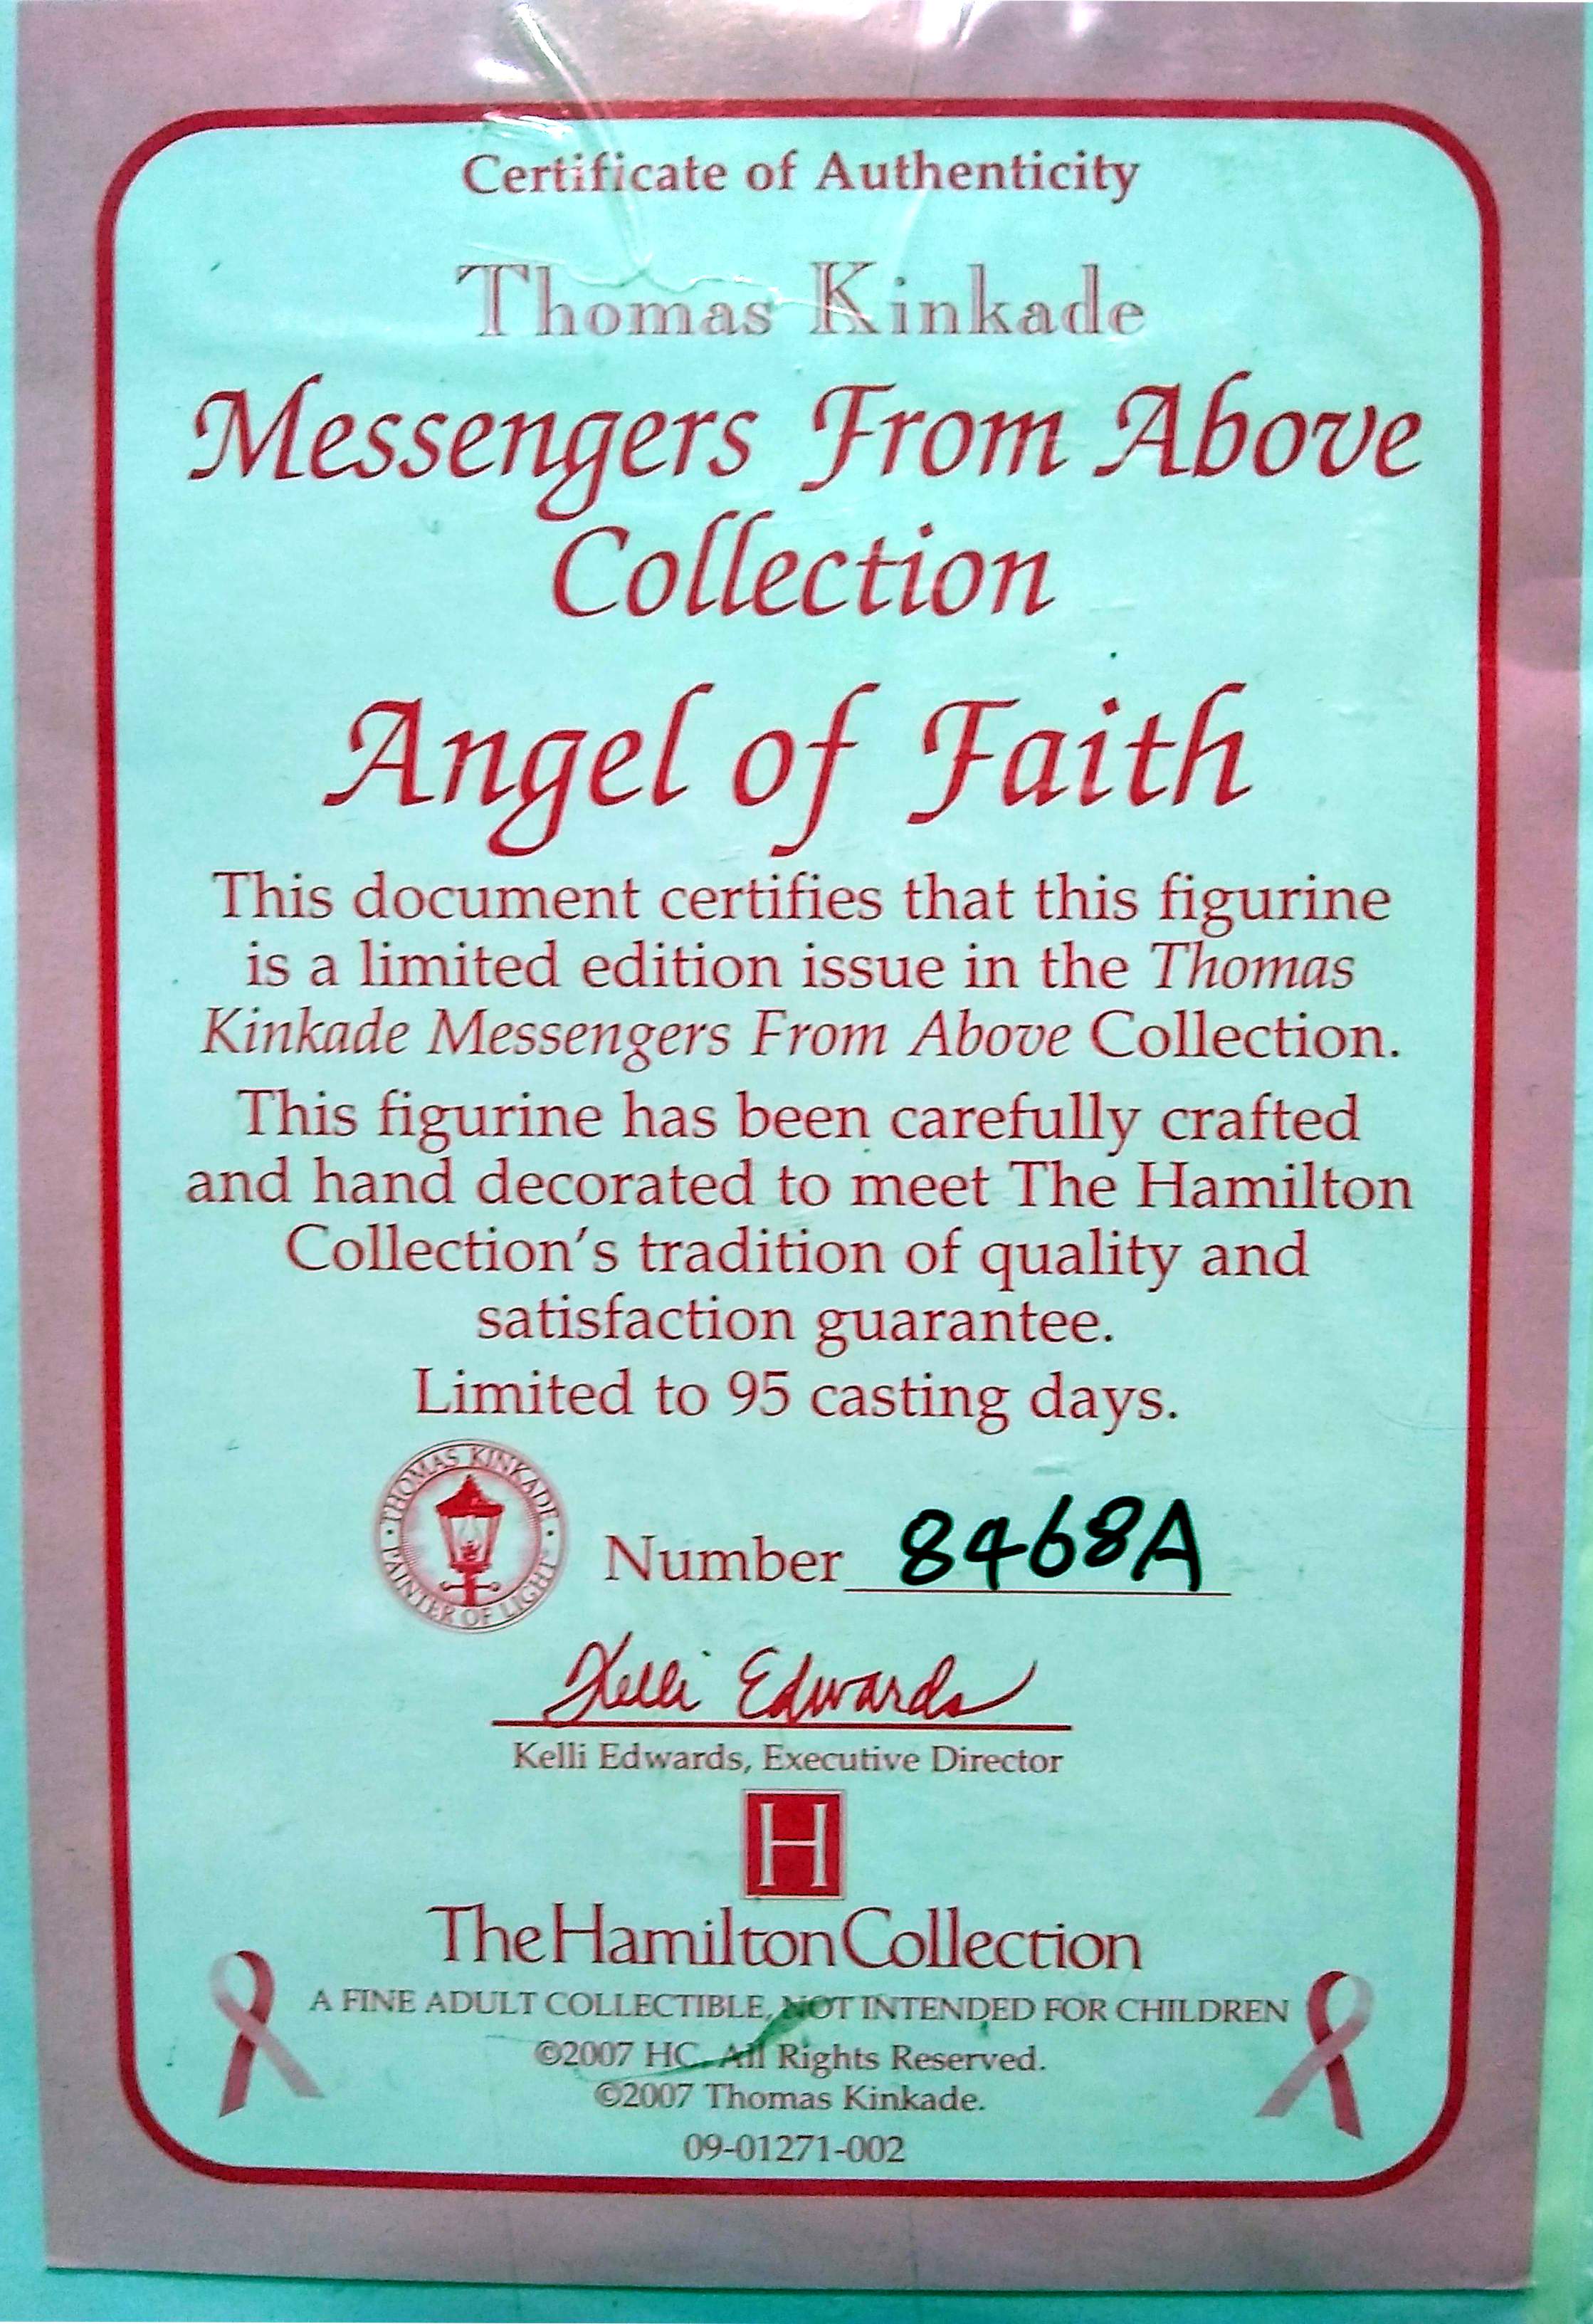 Certificate of Authenticity
Thomas Kinkade
Messengers From Above
Collection
Angel of Faith
This document certifies that this figurine
is a limited edition issue in the Thomas
Kinkade Messengers From Above Collection.
This figurine has been carefully crafted
and hand decorated to meet The Hamilton
Collection's tradition of quality and
satisfaction guarantee.
Limited to 95 casting days.
THOMAS KINKADE · PAINTER OF LIGHT ·
Number 8468A
Kelli Edwards
Kelli Edwards, Executive Director
H
The Hamilton Collection
A FINE ADULT COLLECTIBLE, NOT INTENDED FOR CHILDREN
©2007 HC. All Rights Reserved.
©2007 Thomas Kinkade.
09-01271-002